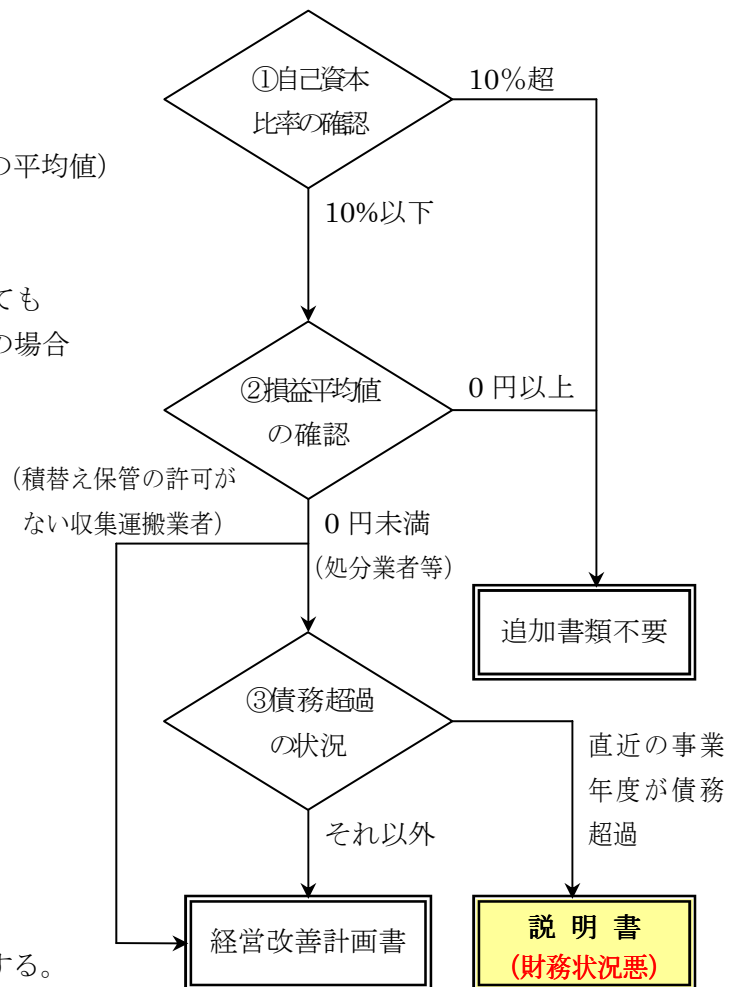 ①自己資本
比率の確認
10%超
の平均値）
10%以下
ても
の場合
②損益平均値
の確認
0 円以上
（積替え保管の許可が
ない収集運搬業者）
0 円未満
（処分業者等）
追加書類不要
③債務超過
の状況
直近の事業
年度が債務
超過
それ以外
経営改善計画書
説 明 書
（財務状況悪）
する。